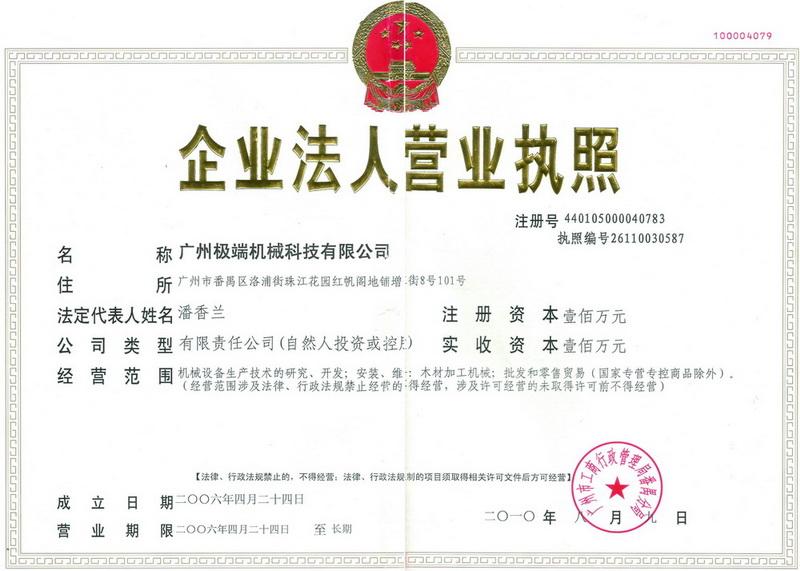 100004079
企业法人营业执照
注册号 440105000040783
执照编号26110030587
名 称 广州极端机械科技有限公司
住 所 广州市番禺区洛浦街珠江花园红帆阁地铺增 街8号101号
法定代表人姓名 潘香兰
注 册 资 本 壹佰万元
公 司 类 型 有限责任公司(自然人投资或控
实 收 资 本 壹佰万元
经 营 范 围 机械设备生产技术的研究、开发；安装、维 ：木材加工机械；批发和零售贸易（国家专营专控商品除外）。
（经营范围涉及法律、行政法规禁止经营的 得经营，涉及许可经营的未取得许可前不得经营）
【法律、行政法规禁止的，不得经营；法律、行政法规 制的项目须取得相关许可文件后方可经营】
广州市工商行政管理局番禺分局
成 立 日 期 二〇〇六年四月二十四日
二〇一〇 年 八 月 九 日
营 业 期 限 二〇〇六年四月二十四日 至 长期